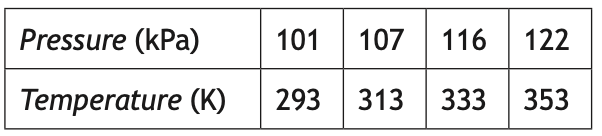 Pressure (kPa) 101 107 116 122
Temperature (K) 293 313 333 353